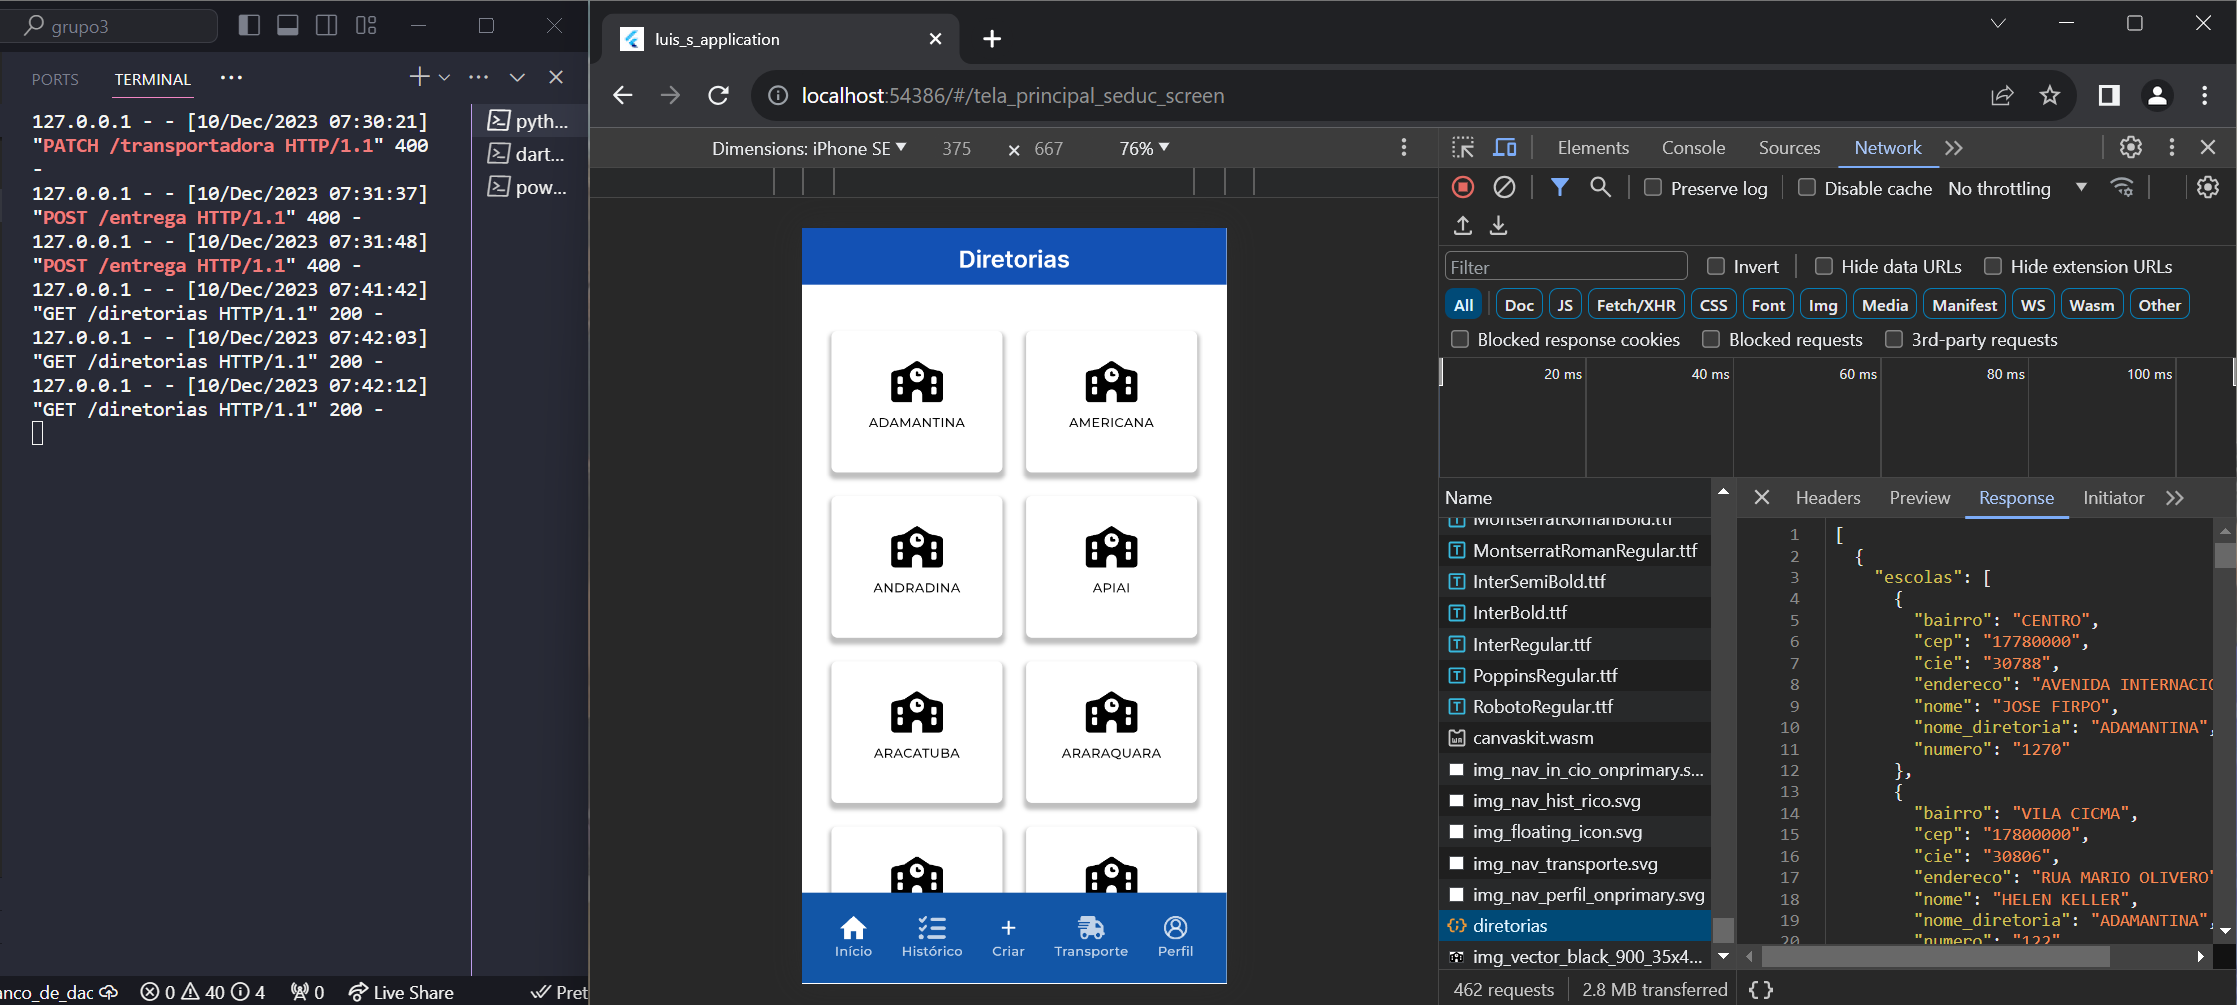 grupo3
PORTS TERMINAL
127.0.0.1 - - [10/Dec/2023 07:30:21]
"PATCH /transportadora HTTP/1.1" 400
-
127.0.0.1 - - [10/Dec/2023 07:31:37]
"POST /entrega HTTP/1.1" 400 -
127.0.0.1 - - [10/Dec/2023 07:31:48]
"POST /entrega HTTP/1.1" 400 -
127.0.0.1 - - [10/Dec/2023 07:41:42]
"GET /diretorias HTTP/1.1" 200 -
127.0.0.1 - - [10/Dec/2023 07:42:03]
"GET /diretorias HTTP/1.1" 200 -
127.0.0.1 - - [10/Dec/2023 07:42:12]
"GET /diretorias HTTP/1.1" 200 -
pyth...
dart...
pow...
anco_de_dac 0 40 4 0 Live Share Pret
luis_s_application
localhost:54386/#/tela_principal_seduc_screen
Dimensions: iPhone SE 375 × 667 76%
Diretorias
ADAMANTINA AMERICANA
ANDRADINA APIAI
ARACATUBA ARARAQUARA
Início Histórico Criar Transporte Perfil
Elements Console Sources Network
Preserve log Disable cache No throttling
Filter Invert Hide data URLs Hide extension URLs
All Doc JS Fetch/XHR CSS Font Img Media Manifest WS Wasm Other
Blocked response cookies Blocked requests 3rd-party requests
20 ms 40 ms 60 ms 80 ms 100 ms
Name
MontserratRomanBold.ttf
MontserratRomanRegular.ttf
InterSemiBold.ttf
InterBold.ttf
InterRegular.ttf
PoppinsRegular.ttf
RobotoRegular.ttf
canvaskit.wasm
img_nav_in_cio_onprimary.s...
img_nav_hist_rico.svg
img_floating_icon.svg
img_nav_transporte.svg
img_nav_perfil_onprimary.svg
diretorias
img_vector_black_900_35x4...
462 requests 2.8 MB transferred
Headers Preview Response Initiator
1 [
2 {
3 "escolas": [
4 {
5 "bairro": "CENTRO",
6 "cep": "17780000",
7 "cie": "30788",
8 "endereco": "AVENIDA INTERNACIO
9 "nome": "JOSE FIRPO",
10 "nome_diretoria": "ADAMANTINA",
11 "numero": "1270"
12 },
13 {
14 "bairro": "VILA CICMA",
15 "cep": "17800000",
16 "cie": "30806",
17 "endereco": "RUA MARIO OLIVERO"
18 "nome": "HELEN KELLER",
19 "nome_diretoria": "ADAMANTINA",
20 "numero": "122"
{ }